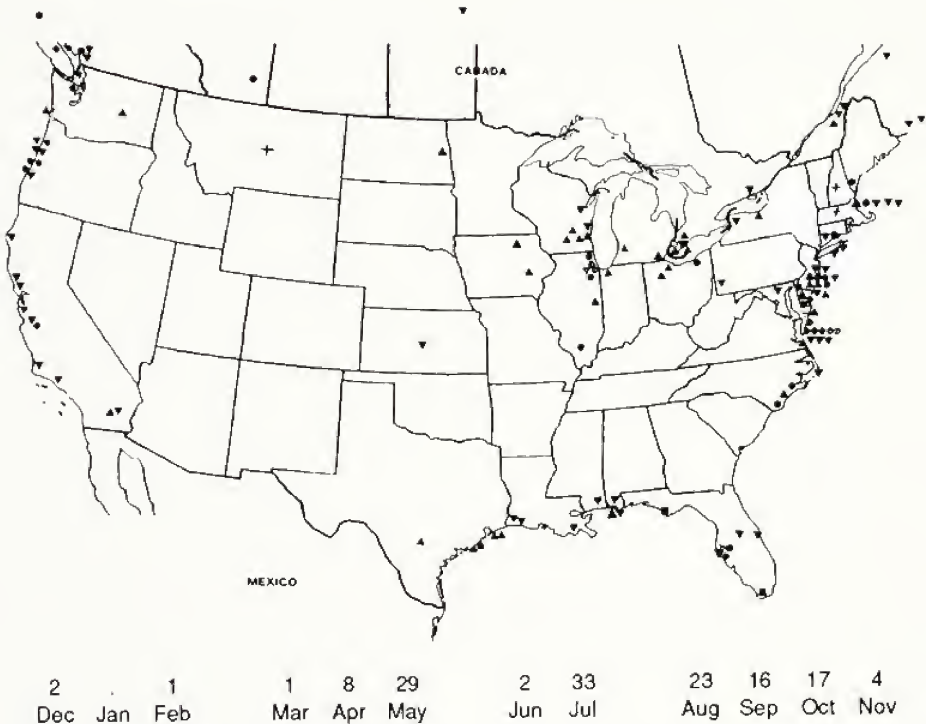 CANADA
MEXICO
2 . 1 1 8 29 2 33 23 16 17 4
Dec Jan Feb Mar Apr May Jun Jul Aug Sep Oct Nov